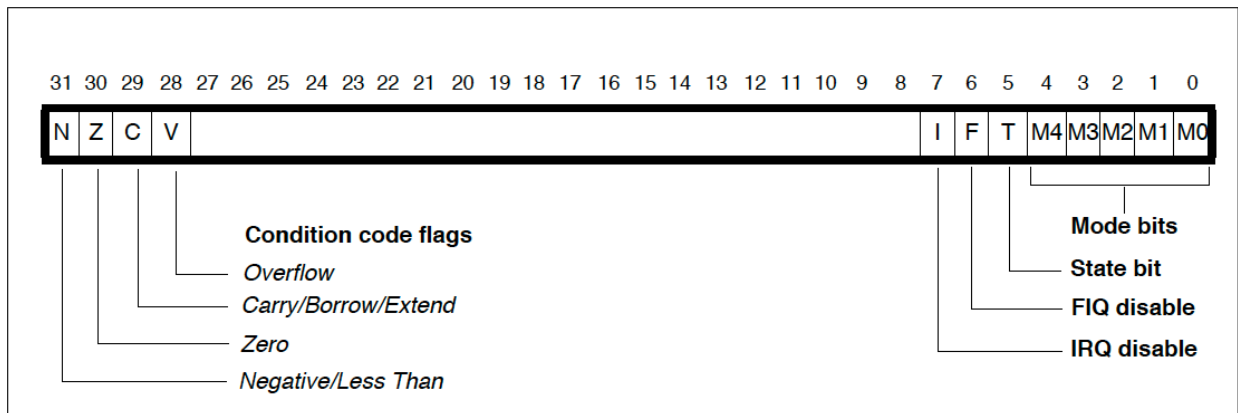 31 30 29 28 27 26 25 24 23 22 21 20 19 18 17 16 15 14 13 12 11 10 9 8 7 6 5 4 3 2 1 0
N Z C V I F T M4 M3 M2 M1 M0
Condition code flags
Overflow
Carry/Borrow/Extend
Zero
Negative/Less Than
Mode bits
State bit
FIQ disable
IRQ disable